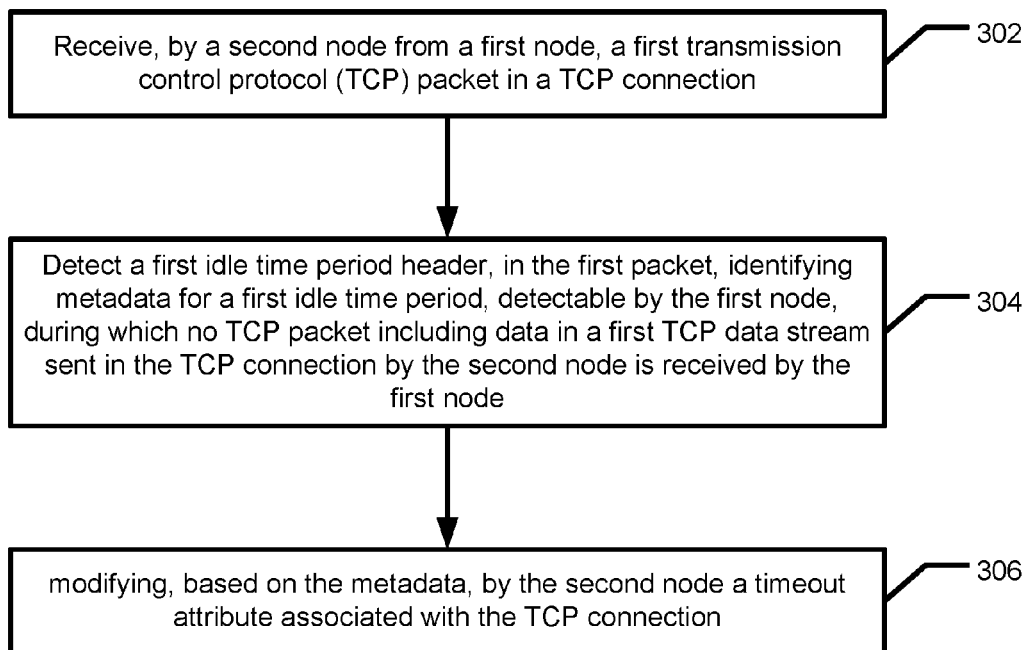 Receive, by a second node from a first node, a first transmission
control protocol (TCP) packet in a TCP connection
302
Detect a first idle time period header, in the first packet, identifying
metadata for a first idle time period, detectable by the first node,
during which no TCP packet including data in a first TCP data stream
sent in the TCP connection by the second node is received by the
first node
304
modifying, based on the metadata, by the second node a timeout
attribute associated with the TCP connection
306